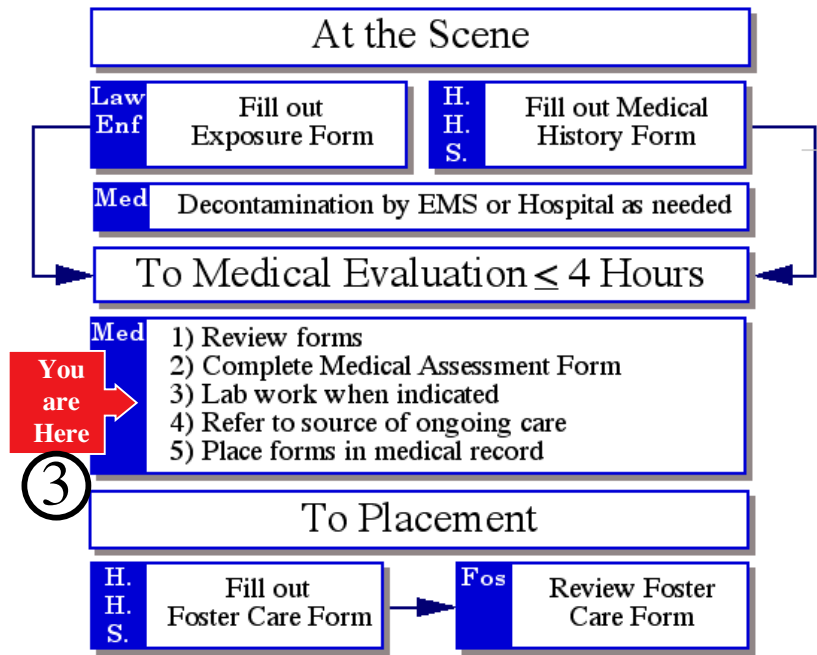 At the Scene
Law
Enf
Fill out
Exposure Form
H.
H.
S.
Fill out Medical
History Form
Med
Decontamination by EMS or Hospital as needed
To Medical Evaluation ≤ 4 Hours
Med
1) Review forms
2) Complete Medical Assessment Form
3) Lab work when indicated
4) Refer to source of ongoing care
5) Place forms in medical record
You
are
Here
3
To Placement
H.
H.
S.
Fill out
Foster Care Form
Fos
Review Foster
Care Form